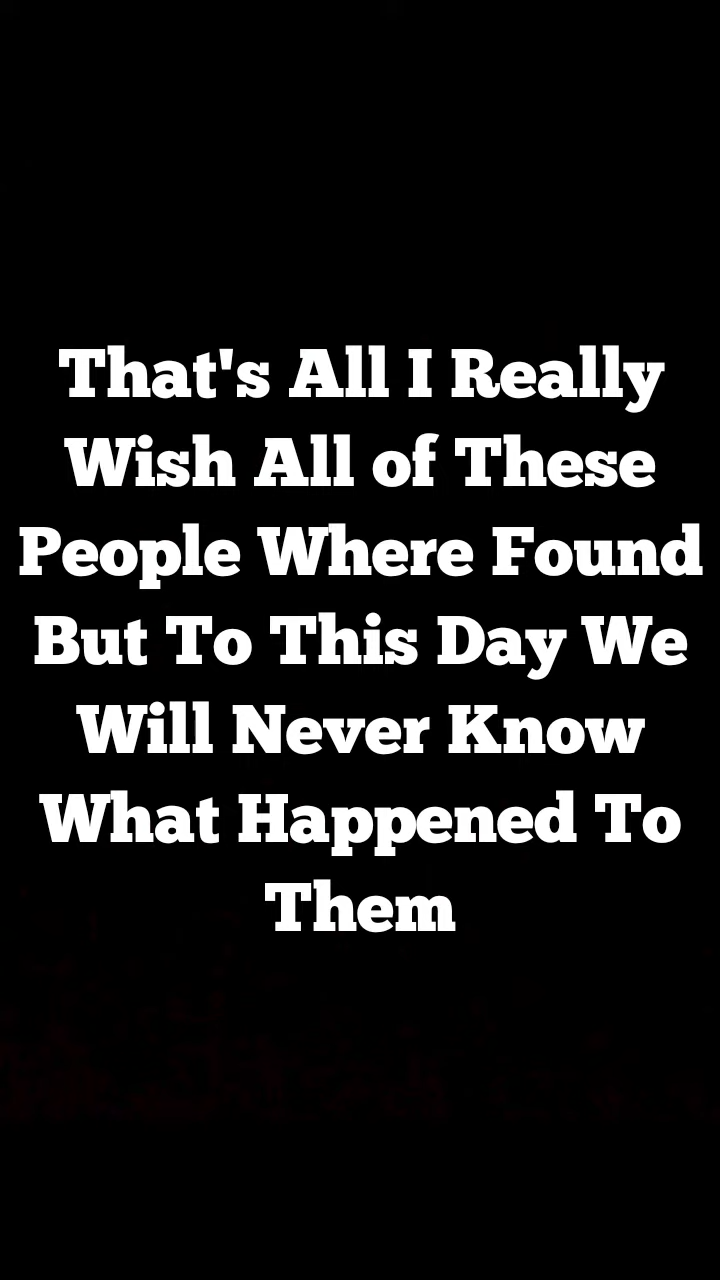 That's All I Really
Wish All of These
People Where Found
But To This Day We
Will Never Know
What Happened To
Them